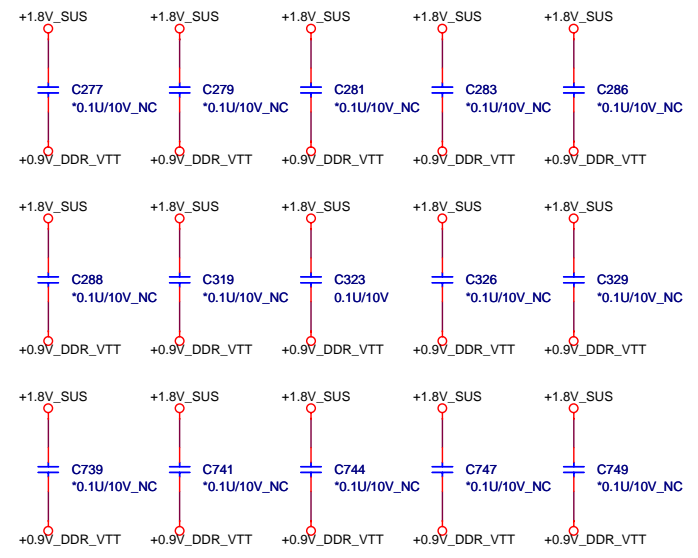 +1.8V_SUS +1.8V_SUS +1.8V_SUS +1.8V_SUS +1.8V_SUS
C277 C279 C281 C283 C286
*0.1U/10V_NC *0.1U/10V_NC *0.1U/10V_NC *0.1U/10V_NC *0.1U/10V_NC
+0.9V_DDR_VTT +0.9V_DDR_VTT +0.9V_DDR_VTT +0.9V_DDR_VTT +0.9V_DDR_VTT
+1.8V_SUS +1.8V_SUS +1.8V_SUS +1.8V_SUS +1.8V_SUS
C288 C319 C323 C326 C329
*0.1U/10V_NC *0.1U/10V_NC 0.1U/10V *0.1U/10V_NC *0.1U/10V_NC
+0.9V_DDR_VTT +0.9V_DDR_VTT +0.9V_DDR_VTT +0.9V_DDR_VTT +0.9V_DDR_VTT
+1.8V_SUS +1.8V_SUS +1.8V_SUS +1.8V_SUS +1.8V_SUS
C739 C741 C744 C747 C749
*0.1U/10V_NC *0.1U/10V_NC *0.1U/10V_NC *0.1U/10V_NC *0.1U/10V_NC
+0.9V_DDR_VTT +0.9V_DDR_VTT +0.9V_DDR_VTT +0.9V_DDR_VTT +0.9V_DDR_VTT